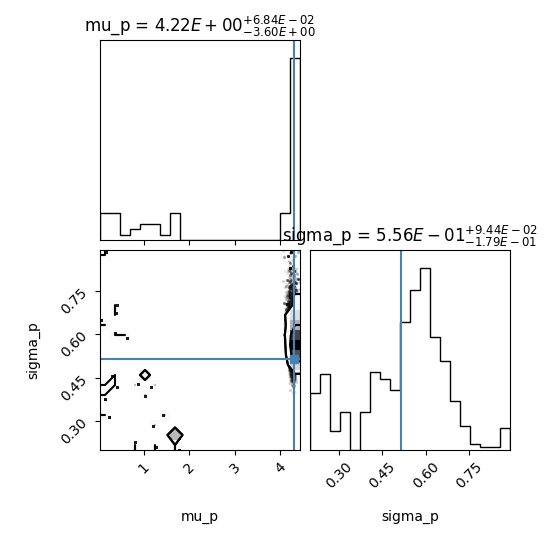 mu_p = 4.22E + 00+6.84E − 02
−3.60E + 00
sigma_p = 5.56E − 01+9.44E − 02
−1.79E − 01
sigma_p
0.75
0.60
0.45
0.30
1
2
3
4
mu_p
0.30
0.45
0.60
0.75
sigma_p